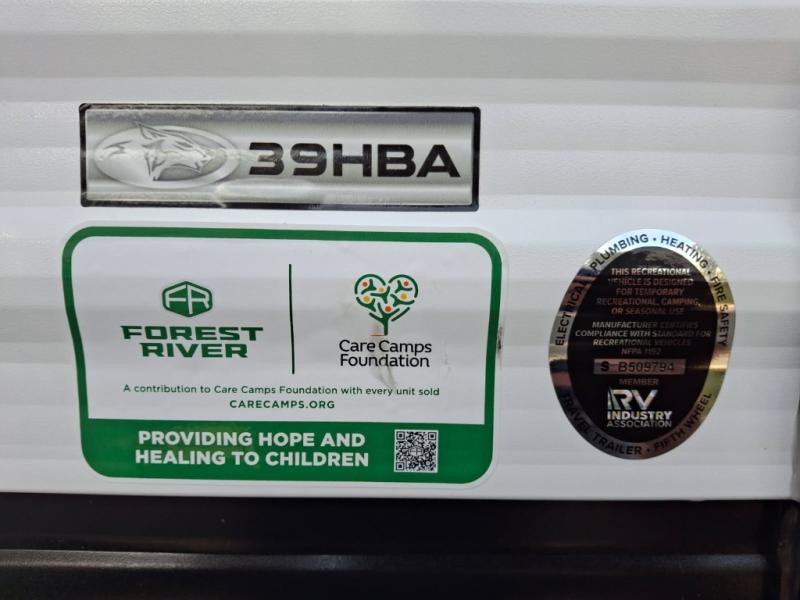 39HBA
FR
FOREST
RIVER
Care Camps
Foundation
A contribution to Care Camps Foundation with every unit sold
CARECAMPS.ORG
PROVIDING HOPE AND
HEALING TO CHILDREN
ELECTRICAL • PLUMBING • HEATING • FIRE SAFETY
THIS RECREATIONAL
VEHICLE IS DESIGNED
FOR TEMPORARY
RECREATIONAL, CAMPING,
OR SEASONAL USE
MANUFACTURER CERTIFIES
COMPLIANCE WITH STANDARD FOR
RECREATIONAL VEHICLES
NFPA 1192
S B509794
MEMBER
RV
INDUSTRY
ASSOCIATION
TRAVEL TRAILER • FIFTH WHEEL